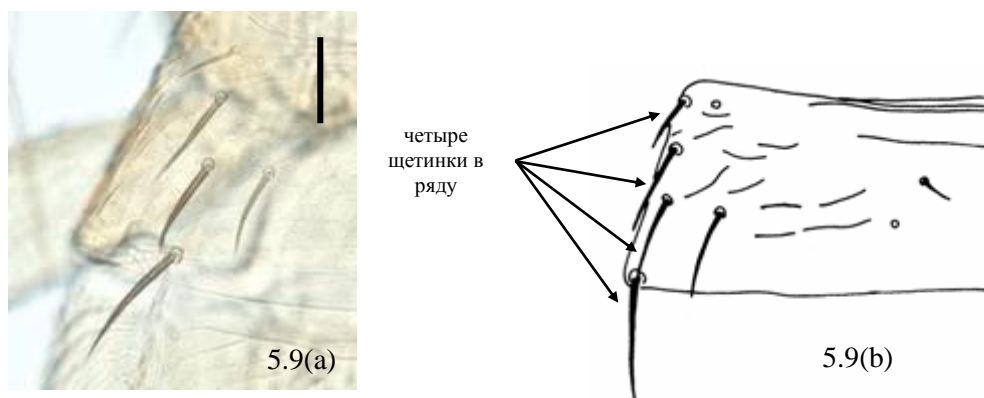 четыре
щетинки в
ряду
5.9(a)
5.9(b)